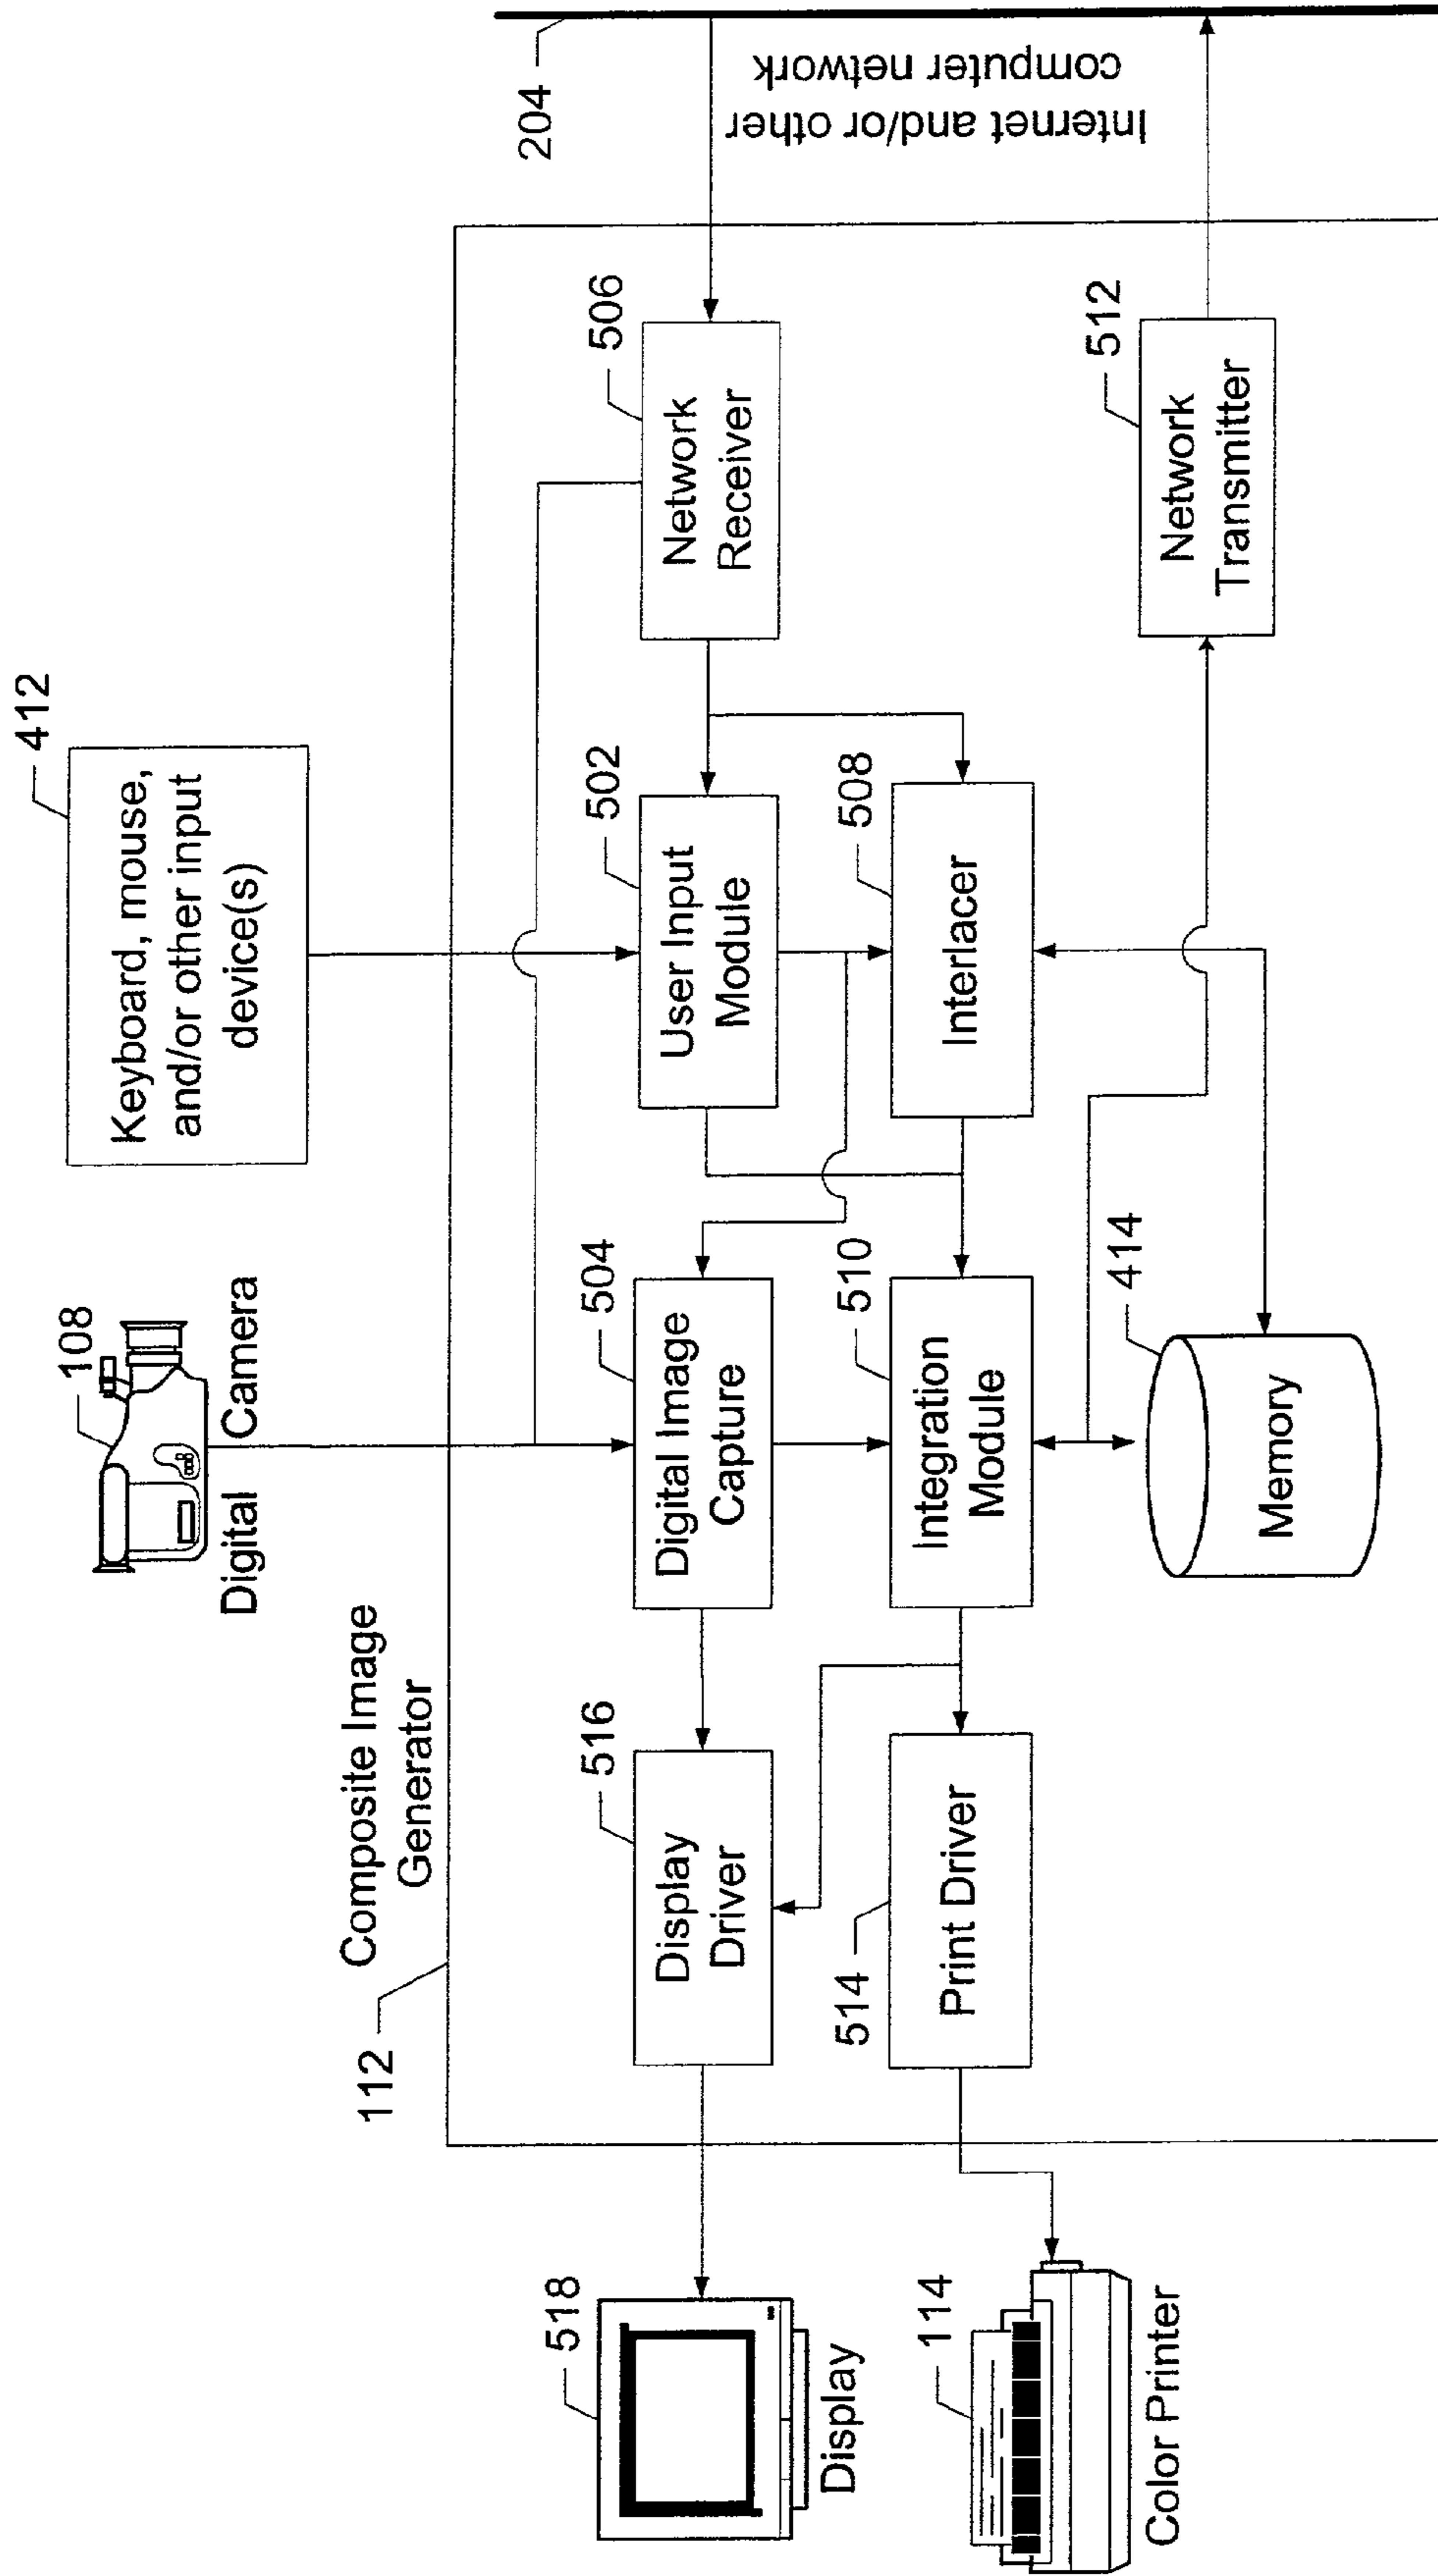 412
Keyboard, mouse,
and/or other input
device(s)
108
Digital Camera
Composite Image
Generator
112
204
Internet and/or other
computer network
518
Display
516
Display
Driver
504
Digital Image
Capture
502
User Input
Module
506
Network
Receiver
114
Color Printer
514
Print Driver
510
Integration
Module
508
Interlacer
414
Memory
512
Network
Transmitter